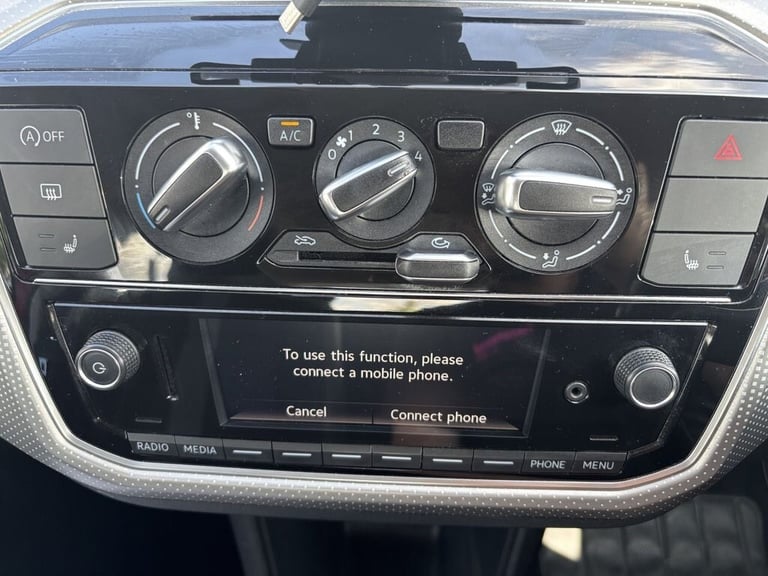 A OFF
A/C
0 1 2 3 4
To use this function, please
connect a mobile phone.
Cancel Connect phone
RADIO MEDIA PHONE MENU